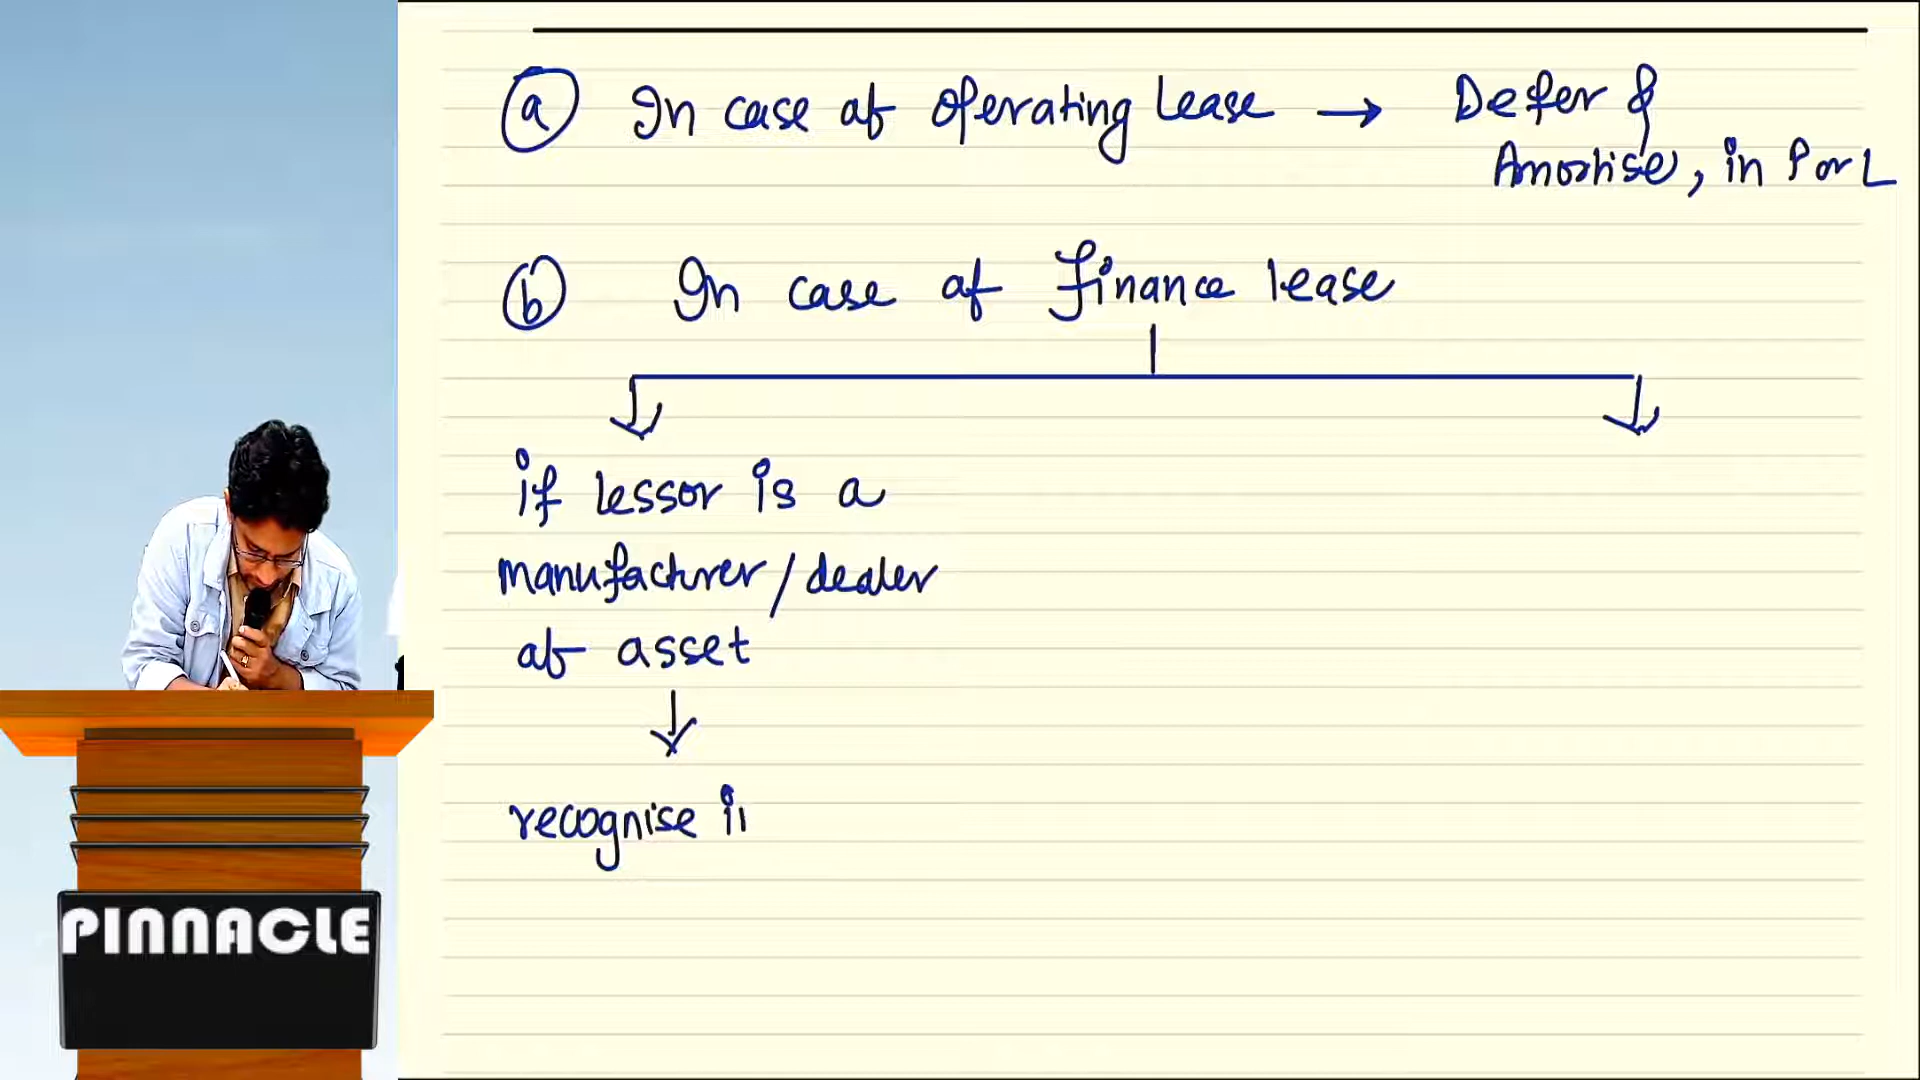 a In case of operating lease → Defer &
Amortise, in P or L
b In case of finance lease
if lessor is a
manufacturer/dealer
of asset
recognise in
PINNACLE